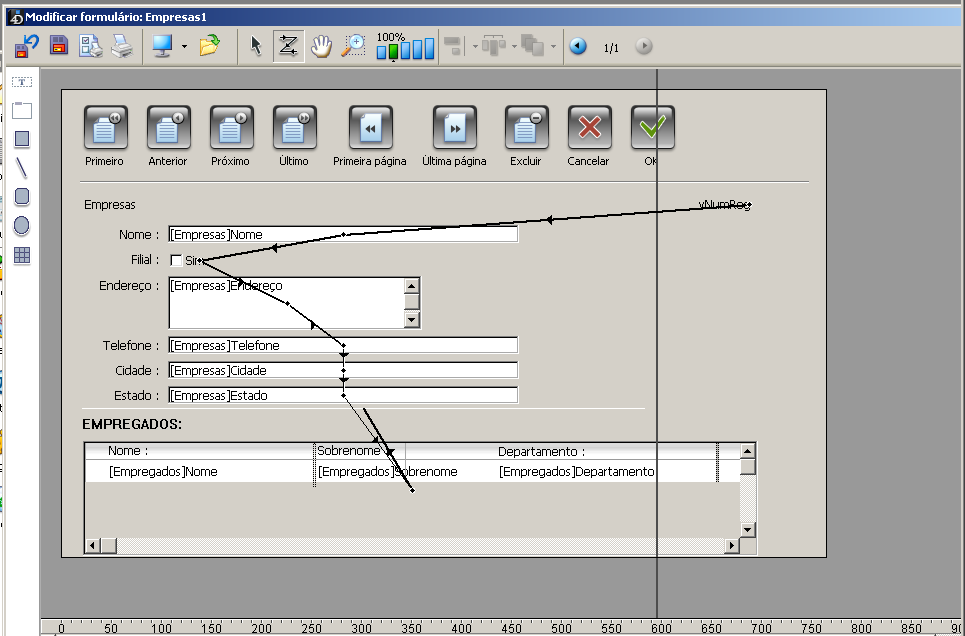 Modificar formulário: Empresas1
100%
1/1
Primeiro Anterior Próximo Último Primeira página Última página Excluir Cancelar OK
Empresas vNumReg
Nome : [Empresas]Nome
Filial : Sim
Endereço : [Empresas]Endereço
Telefone : [Empresas]Telefone
Cidade : [Empresas]Cidade
Estado : [Empresas]Estado
EMPREGADOS:
Nome : Sobrenome Departamento :
[Empregados]Nome [Empregados]Sobrenome [Empregados]Departamento
0 50 100 150 200 250 300 350 400 450 500 550 600 650 700 750 800 850